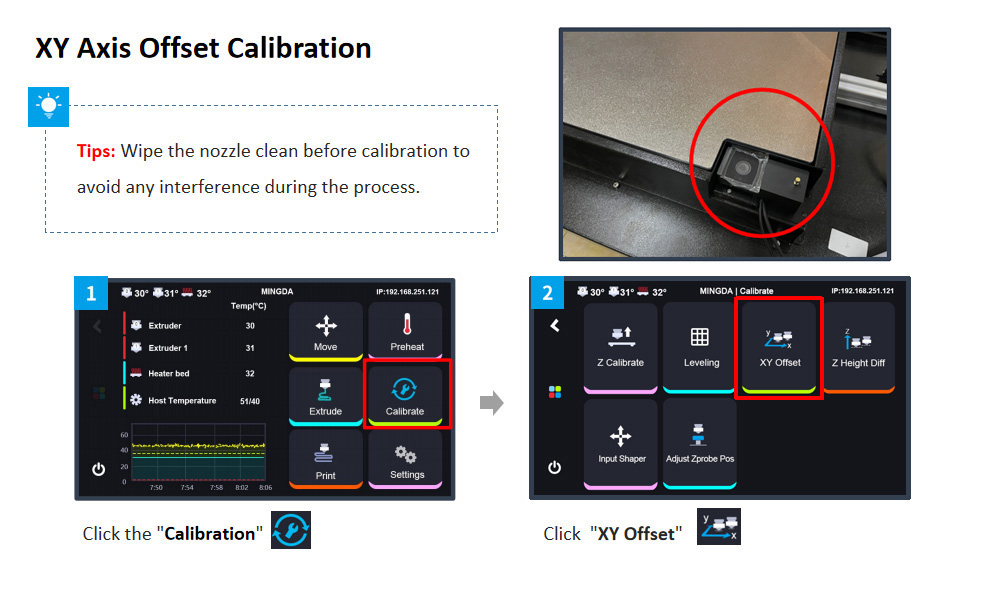 XY Axis Offset Calibration
Tips: Wipe the nozzle clean before calibration to
avoid any interference during the process.
1
30° 31° 32° MINGDA IP:192.168.251.121
Temp(°C)
Extruder 30
Extruder 1 31
Heater bed 32
Host Temperature 51/40
60
40
20
0
7:50 7:54 7:58 8:02 8:06
Move
Preheat
Extrude
Calibrate
Print
Settings
Click the "Calibration"
2
30° 31° 32° MINGDA | Calibrate IP:192.168.251.121
Z Calibrate
Leveling
y
x
XY Offset
Z
Z Height Diff
Input Shaper
Adjust Zprobe Pos
Click "XY Offset"
y
x